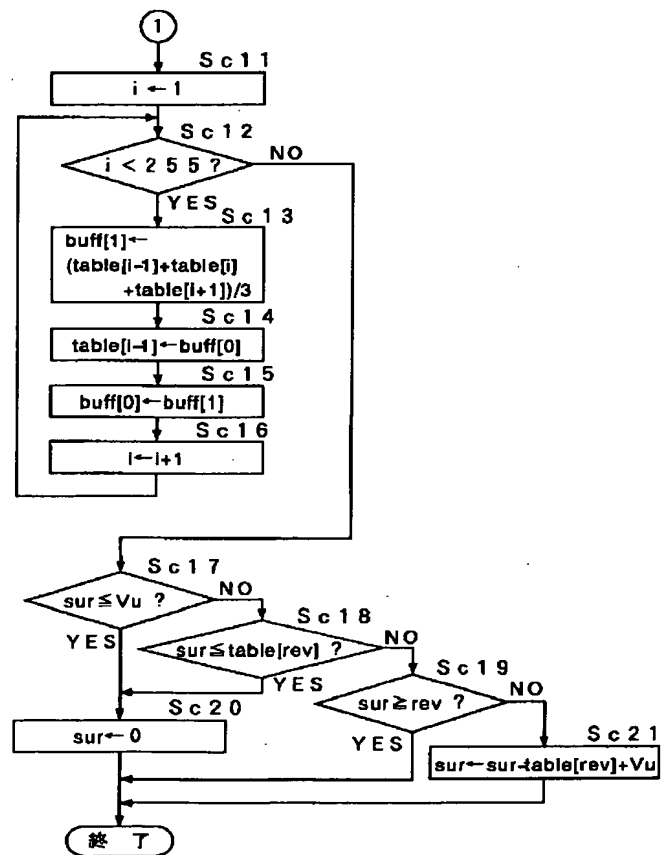 1
Sc11
i←1
Sc12
i<255?
NO
YES
Sc13
buff[1]←
(table[i-1]+table[i]
+table[i+1])/3
Sc14
table[i-1]←buff[0]
Sc15
buff[0]←buff[1]
Sc16
i←i+1
Sc17
sur≦Vu ?
NO
YES
Sc18
sur≦table[rev] ?
NO
YES
Sc19
sur≧rev ?
NO
YES
Sc20
sur←0
Sc21
sur←sur-table[rev]+Vu
終 了